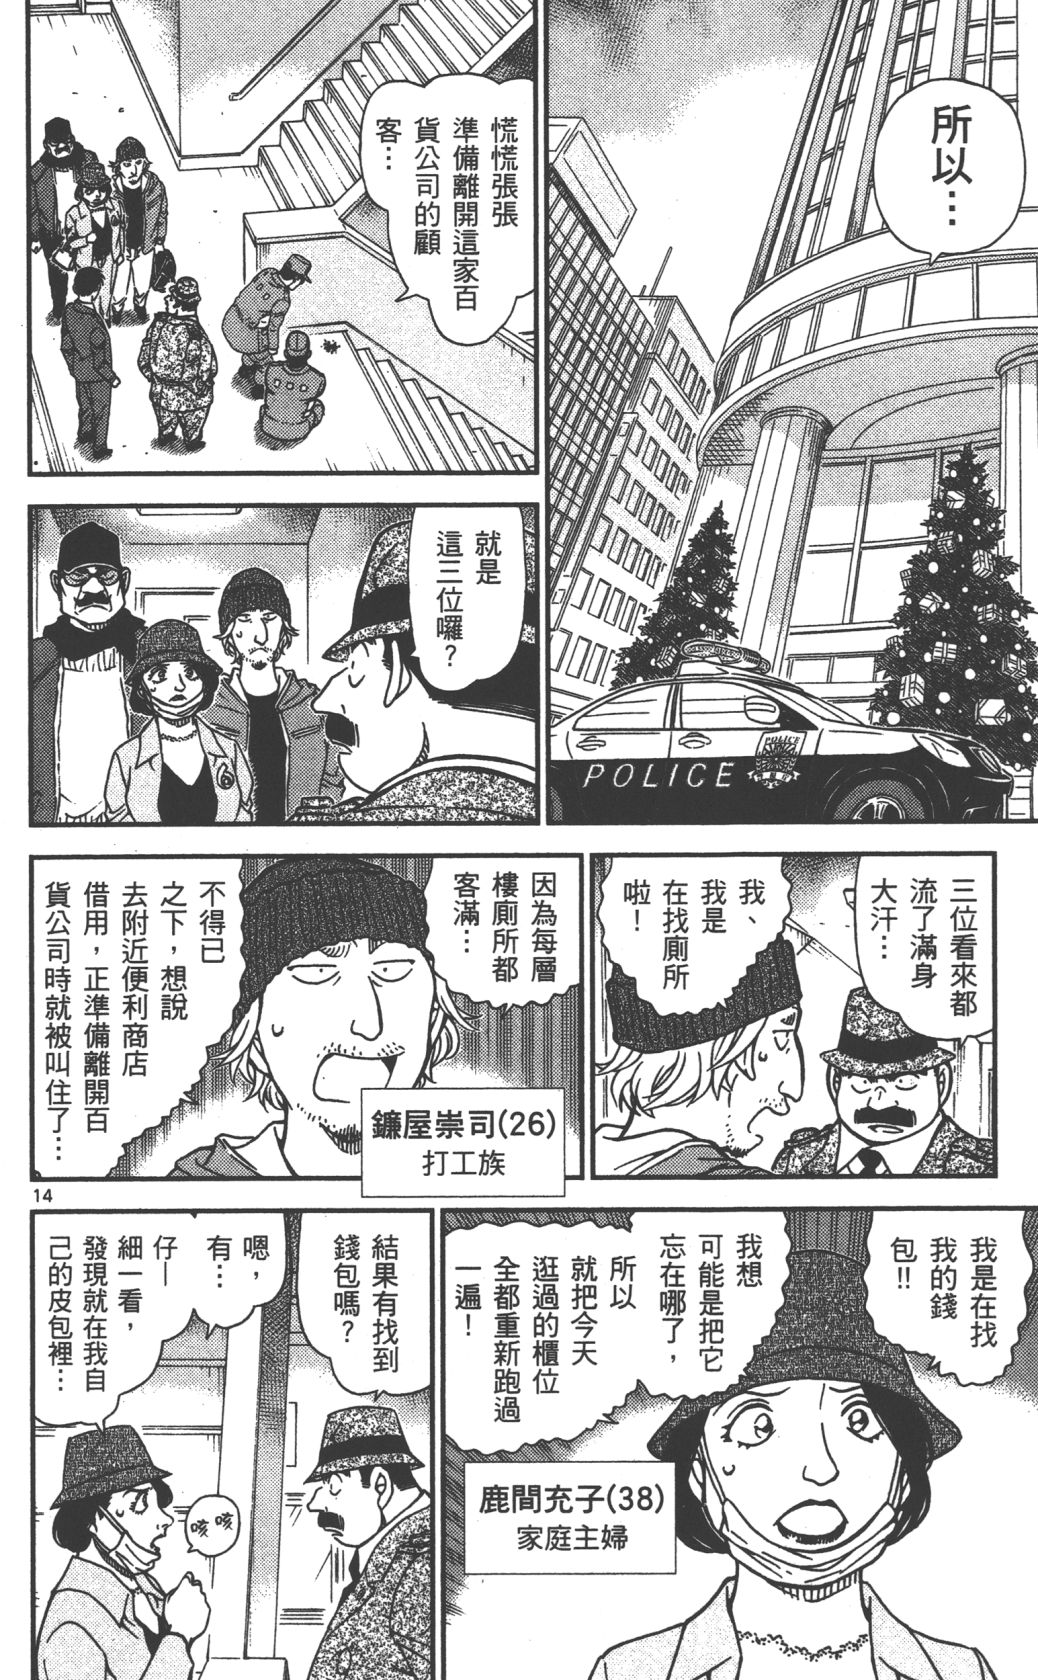 所以…
POLICE
POLICE
慌慌張張
準備離開這家百
貨公司的顧
客…
就是
這三位囉？
三位看來都
流了滿身
大汗…
我、
我是
在找廁所
啦！
因為每層
樓廁所都
客滿…
不得已
之下，想說
去附近便利商店
借用，正準備離開百
貨公司時就被叫住了…
鐮屋崇司(26)
打工族
14
我是在找
我的錢
包!!
我想
可能是把它
忘在哪了，
所以
就把今天
逛過的櫃位
全都重新跑過
一遍！
鹿間充子(38)
家庭主婦
結果有找到
錢包嗎？
嗯，
有…
仔—
細一看，
發現就在我自
己的皮包裡…
咳咳